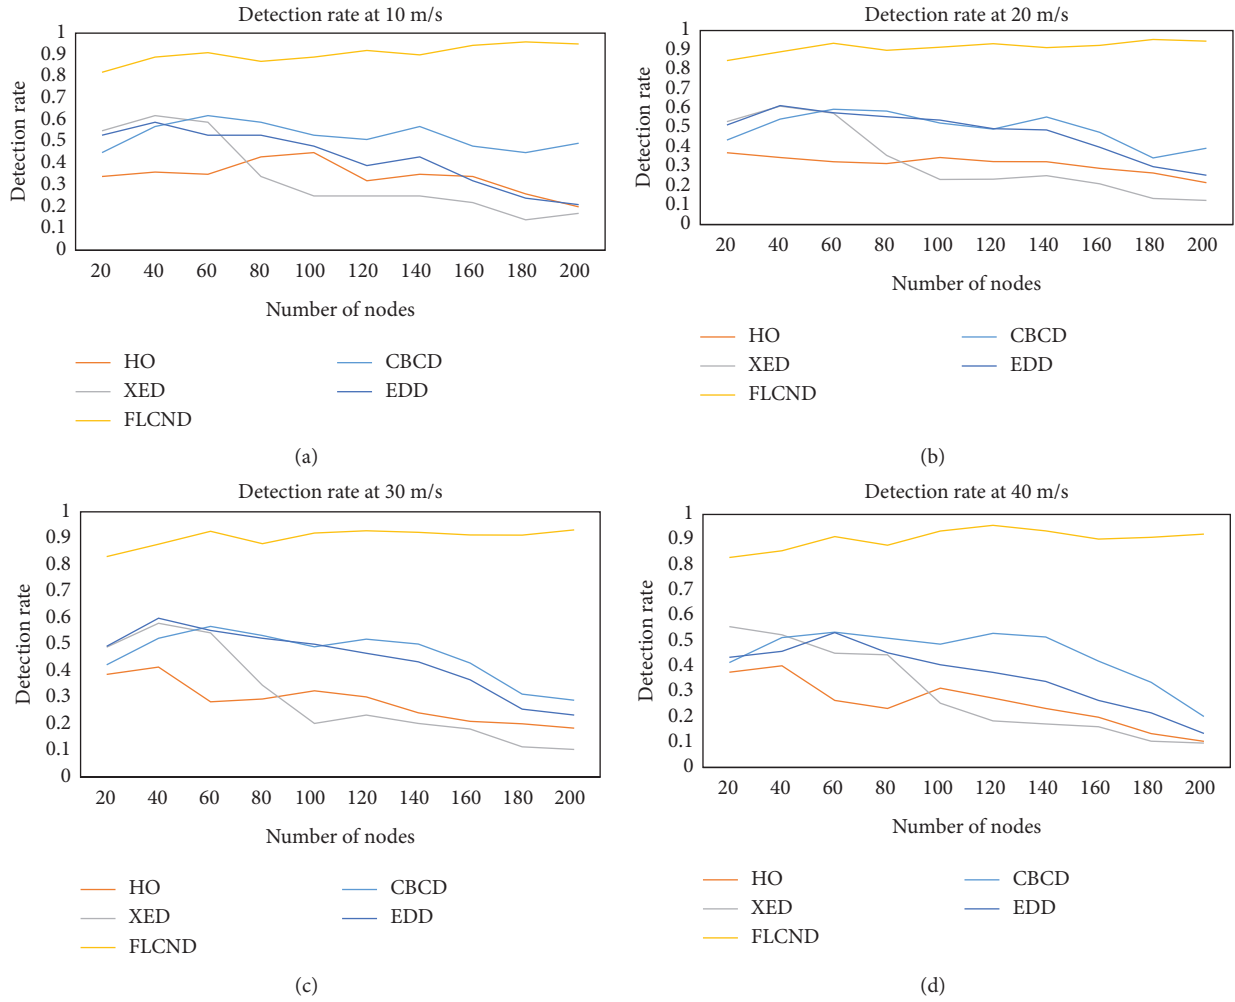 Detection rate at 10 m/s
1
0.9
0.8
0.7
0.6
0.5
0.4
0.3
0.2
0.1
0
Detection rate
20 40 60 80 100 120 140 160 180 200
Number of nodes
HO
XED
FLCND
CBCD
EDD
(a)
Detection rate at 20 m/s
1
0.9
0.8
0.7
0.6
0.5
0.4
0.3
0.2
0.1
0
Detection rate
20 40 60 80 100 120 140 160 180 200
Number of nodes
HO
XED
FLCND
CBCD
EDD
(b)
Detection rate at 30 m/s
1
0.9
0.8
0.7
0.6
0.5
0.4
0.3
0.2
0.1
0
Detection rate
20 40 60 80 100 120 140 160 180 200
Number of nodes
HO
XED
FLCND
CBCD
EDD
(c)
Detection rate at 40 m/s
1
0.9
0.8
0.7
0.6
0.5
0.4
0.3
0.2
0.1
0
Detection rate
20 40 60 80 100 120 140 160 180 200
Number of nodes
HO
XED
FLCND
CBCD
EDD
(d)